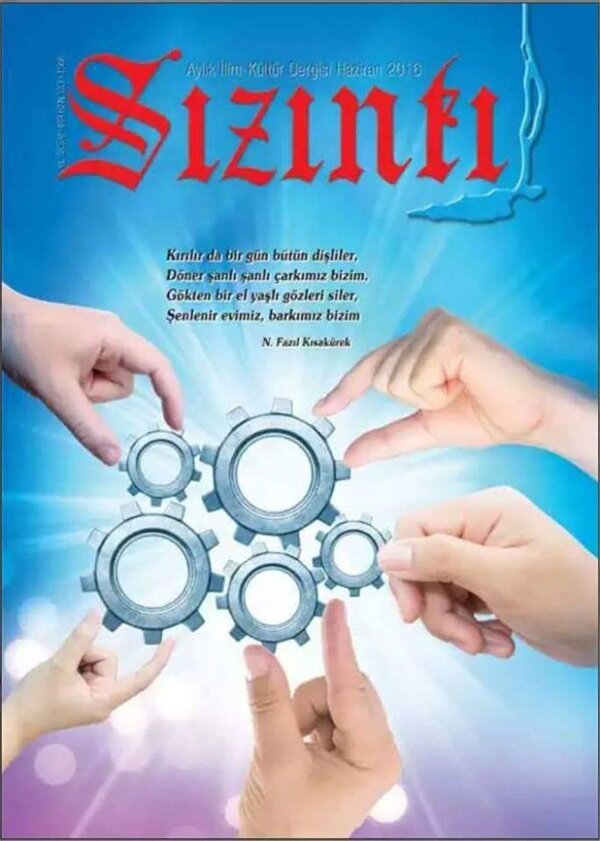 Aylık İlim-Kültür Dergisi Haziran 2016
Sızıntı
Kırılır da bir gün bütün dişliler,
Döner şanlı şanlı çarkımız bizim.
Gökten bir el yaşlı gözleri siler,
Şenlenir evimiz, barkımız bizim
N. Fazıl Kısakürek